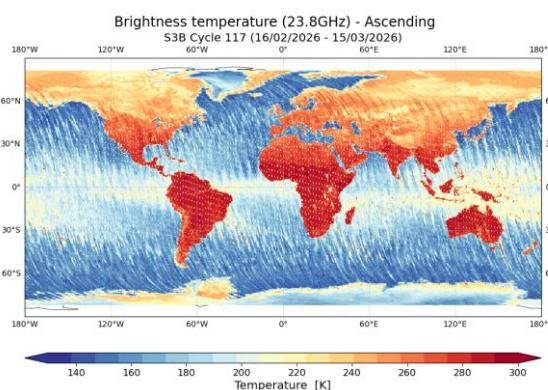 Brightness temperature (23.8GHz) - Ascending
S3B Cycle 117 (16/02/2026 - 15/03/2026)
180°W 120°W 60°W 0° 60°E 120°E 180°
60°N
30°N
0°
30°S
60°S
180°W 120°W 60°W 0° 60°E 120°E 180°
140 160 180 200 220 240 260 280 300
Temperature [K]